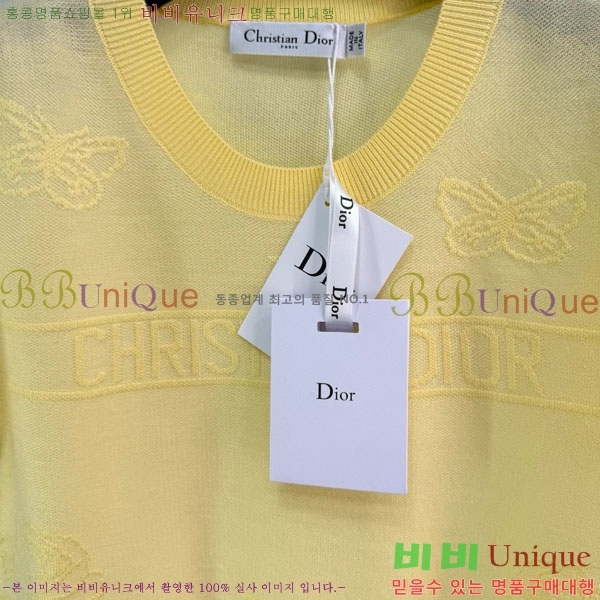 홍콩명품쇼핑몰 1위 비비유니크명품구매대행
Christian Dior
PARIS
MADE IN ITALY
Dior
Dior
D
BBUniQue 동종업계 최고의 품질 NO.1 BBUniQue
CHRIST DIOR
Dior
비비 Unique
-본 이미지는 비비유니크에서 촬영한 100% 실사 이미지 입니다.-
믿을수 있는 명품구매대행